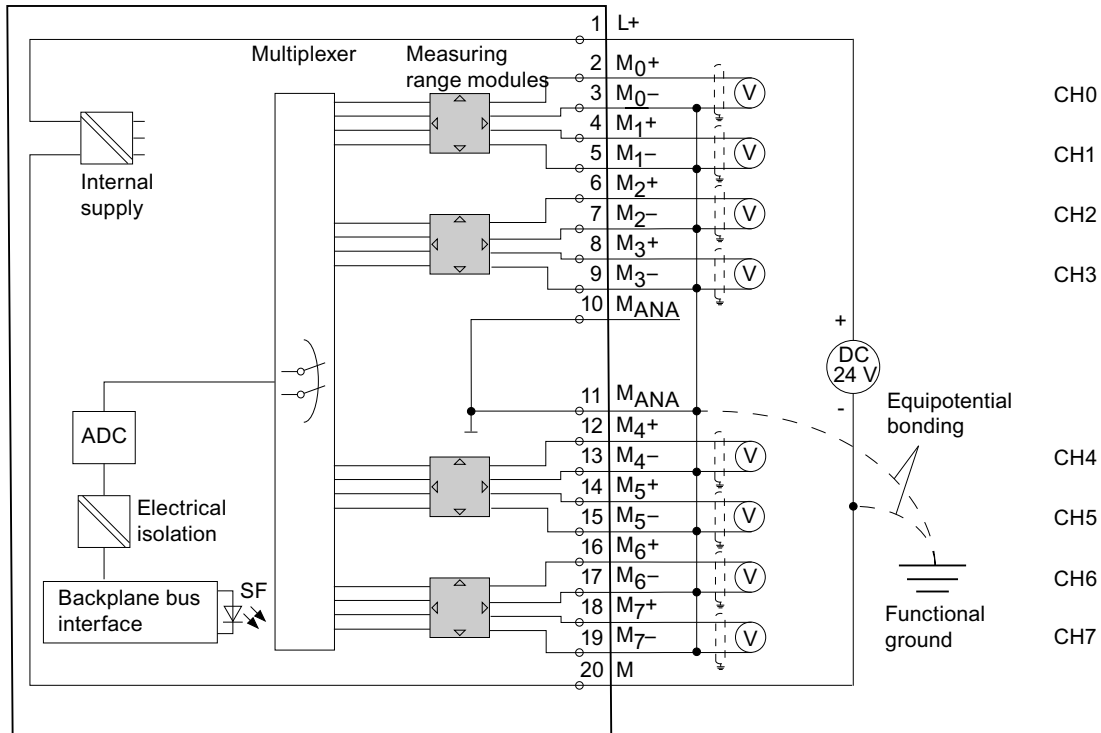 1 L+
Multiplexer
Measuring
range modules
2 M0+
3 M0–
CH0
4 M1+
5 M1–
CH1
6 M2+
7 M2–
CH2
8 M3+
9 M3–
CH3
10 MANA
V
V
V
V
Internal
supply
+
DC
24 V
-
11 MANA
Equipotential
bonding
12 M4+
13 M4–
CH4
14 M5+
15 M5–
CH5
16 M6+
17 M6–
CH6
18 M7+
19 M7–
CH7
20 M
V
V
V
V
ADC
Electrical
isolation
SF
Backplane bus
interface
Functional
ground